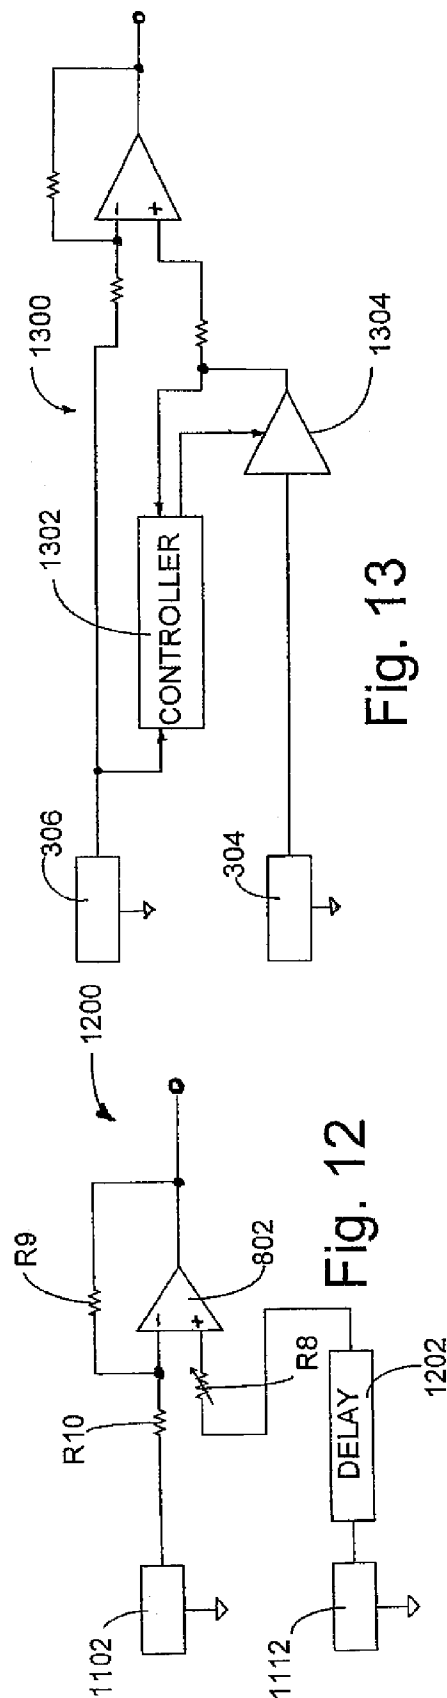 1300
306
1302
CONTROLLER
−
+
304
1304
Fig. 13
1200
R9
R10
1102
−
+
802
R8
1112
DELAY
1202
Fig. 12